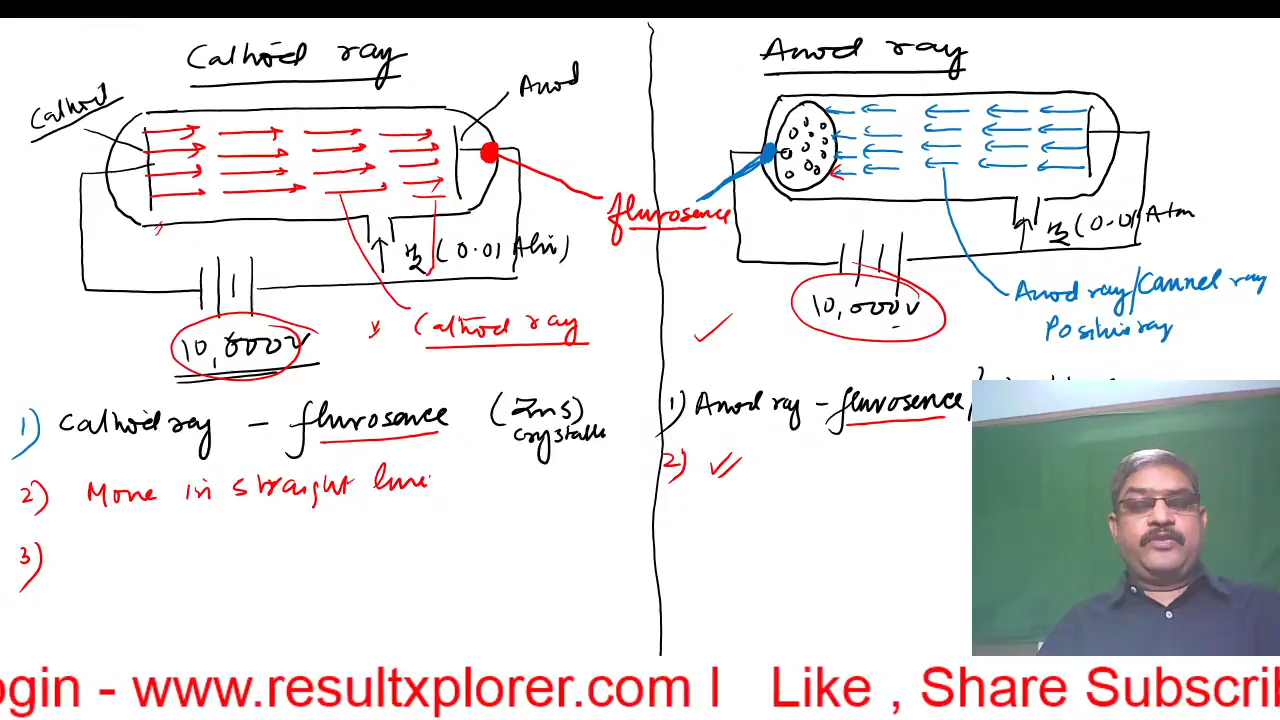 Cathod ray
Cathod
Anod
H2 (0.01 Atm)
10,000V
Cathod ray
flurosence
1) Cathod ray - flurosence (ZnS)
crystalle
2) Move in straight line
3)
Anod ray
H2 (0.01 Atm
10,000v
Anod ray/Cannel ray
Positive ray
1) Anod ray - flurosence
2)
ogin - www.resultxplorer.com I Like , Share Subscri